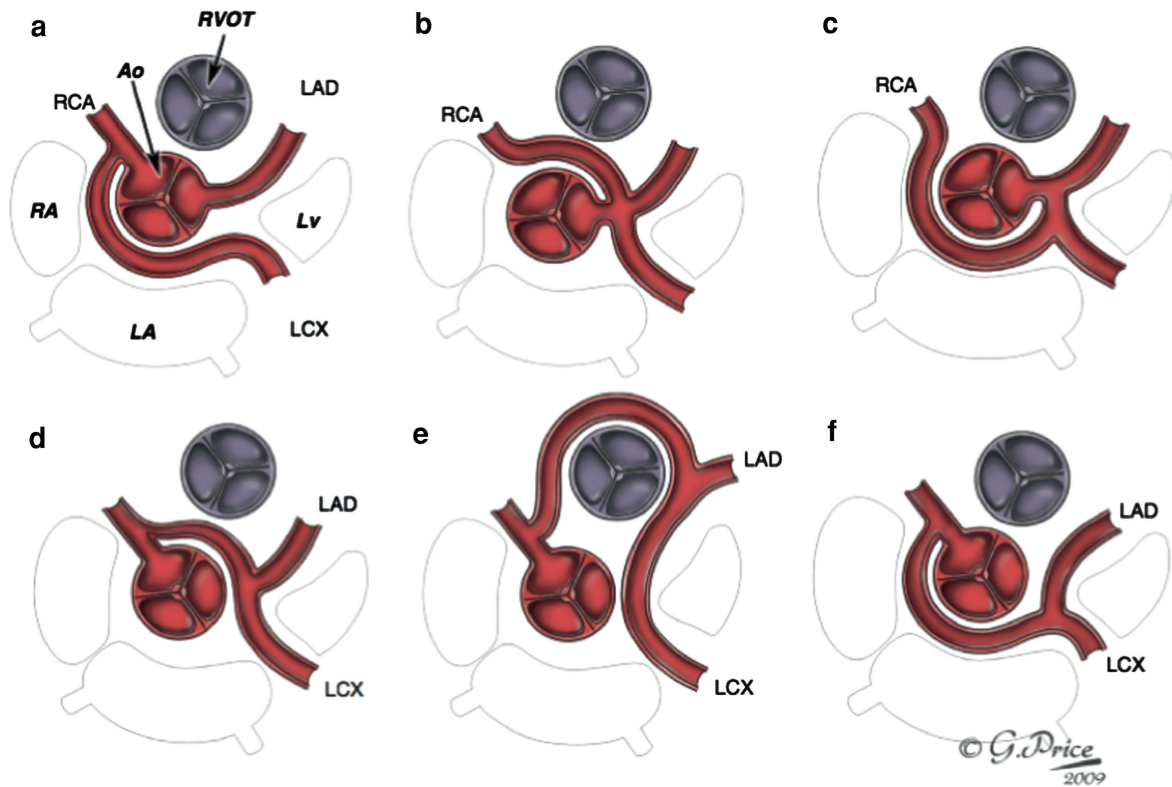 a
RVOT
Ao
LAD
RCA
RA
Lv
LA
LCX
b
RCA
c
RCA
d
LAD
LCX
e
LAD
LCX
f
LAD
LCX
© G.Price
2009